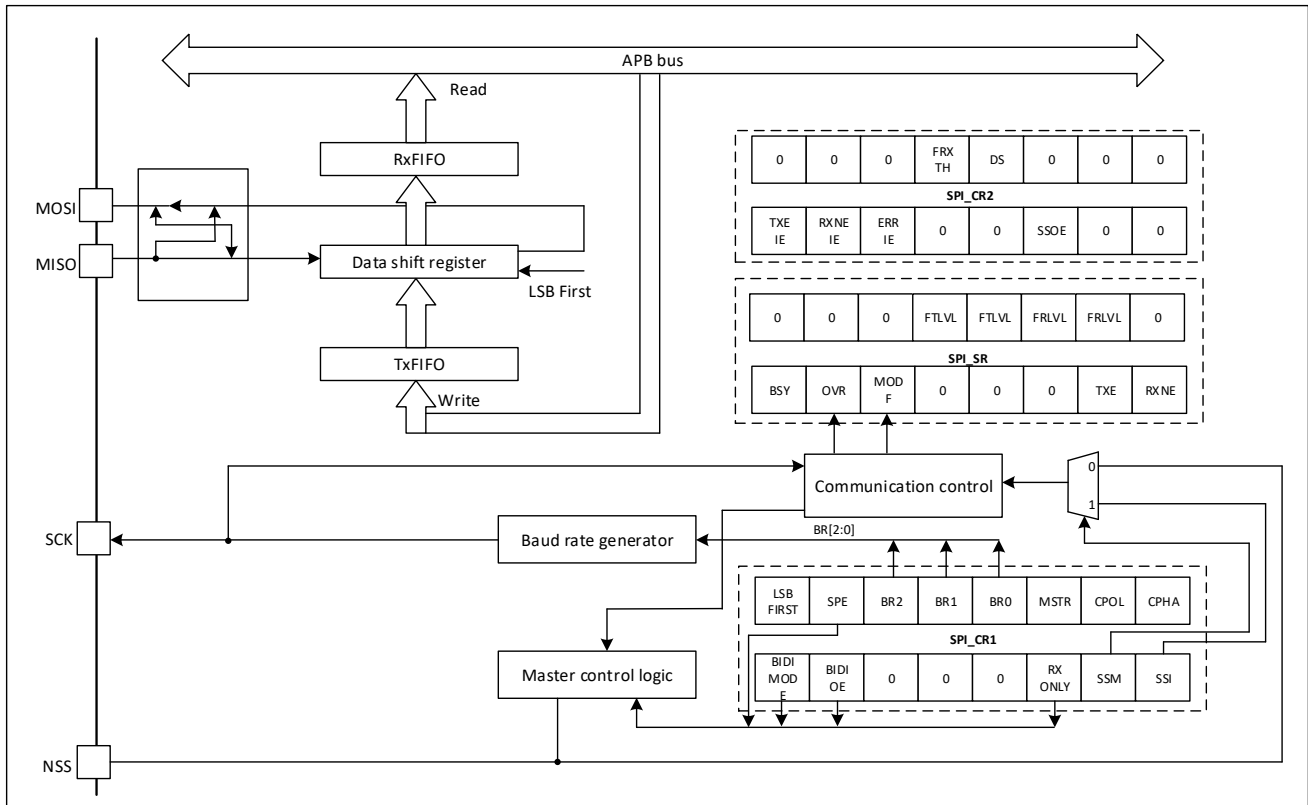 APB bus
Read
RxFIFO
MOSI
MISO
Data shift register
LSB First
TxFIFO
Write
0 0 0 FRX TH DS 0 0 0
SPI_CR2
TXE IE RXNE IE ERR IE 0 0 SSOE 0 0
0 0 0 FTLVL FTLVL FRLVL FRLVL 0
SPI_SR
BSY OVR MOD F 0 0 0 TXE RXNE
Communication control
0
1
SCK
Baud rate generator
BR[2:0]
LSB FIRST SPE BR2 BR1 BR0 MSTR CPOL CPHA
SPI_CR1
Master control logic
BIDI MOD E BIDI OE 0 0 0 RX ONLY SSM SSI
NSS